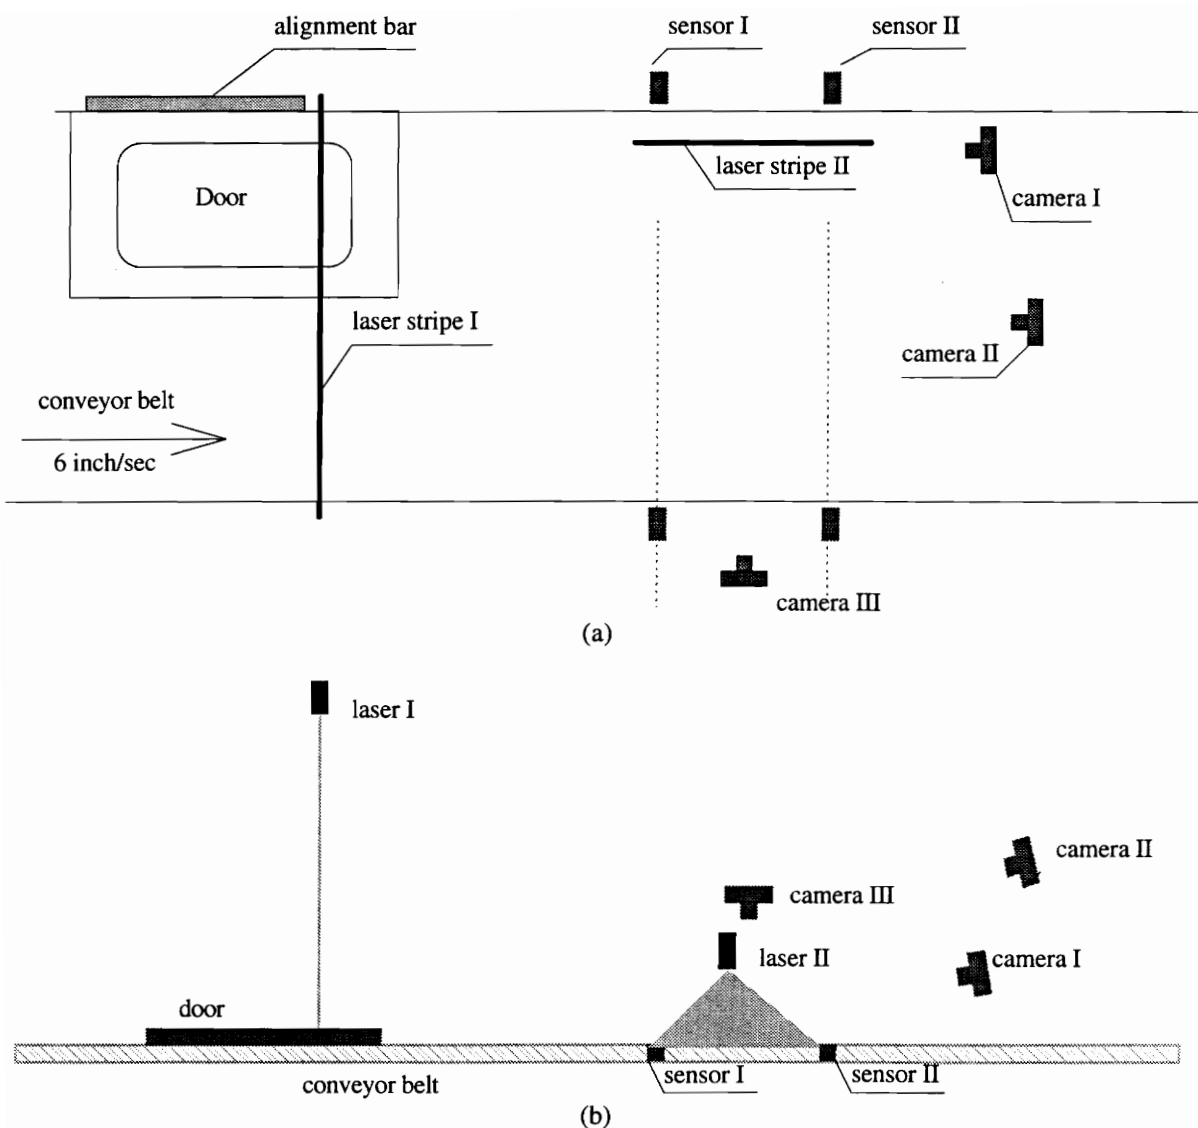 alignment bar
sensor I
sensor II
Door
laser stripe II
camera I
laser stripe I
camera II
conveyor belt
6 inch/sec
camera III
(a)
laser I
camera II
camera III
laser II
camera I
door
sensor I
sensor II
conveyor belt
(b)